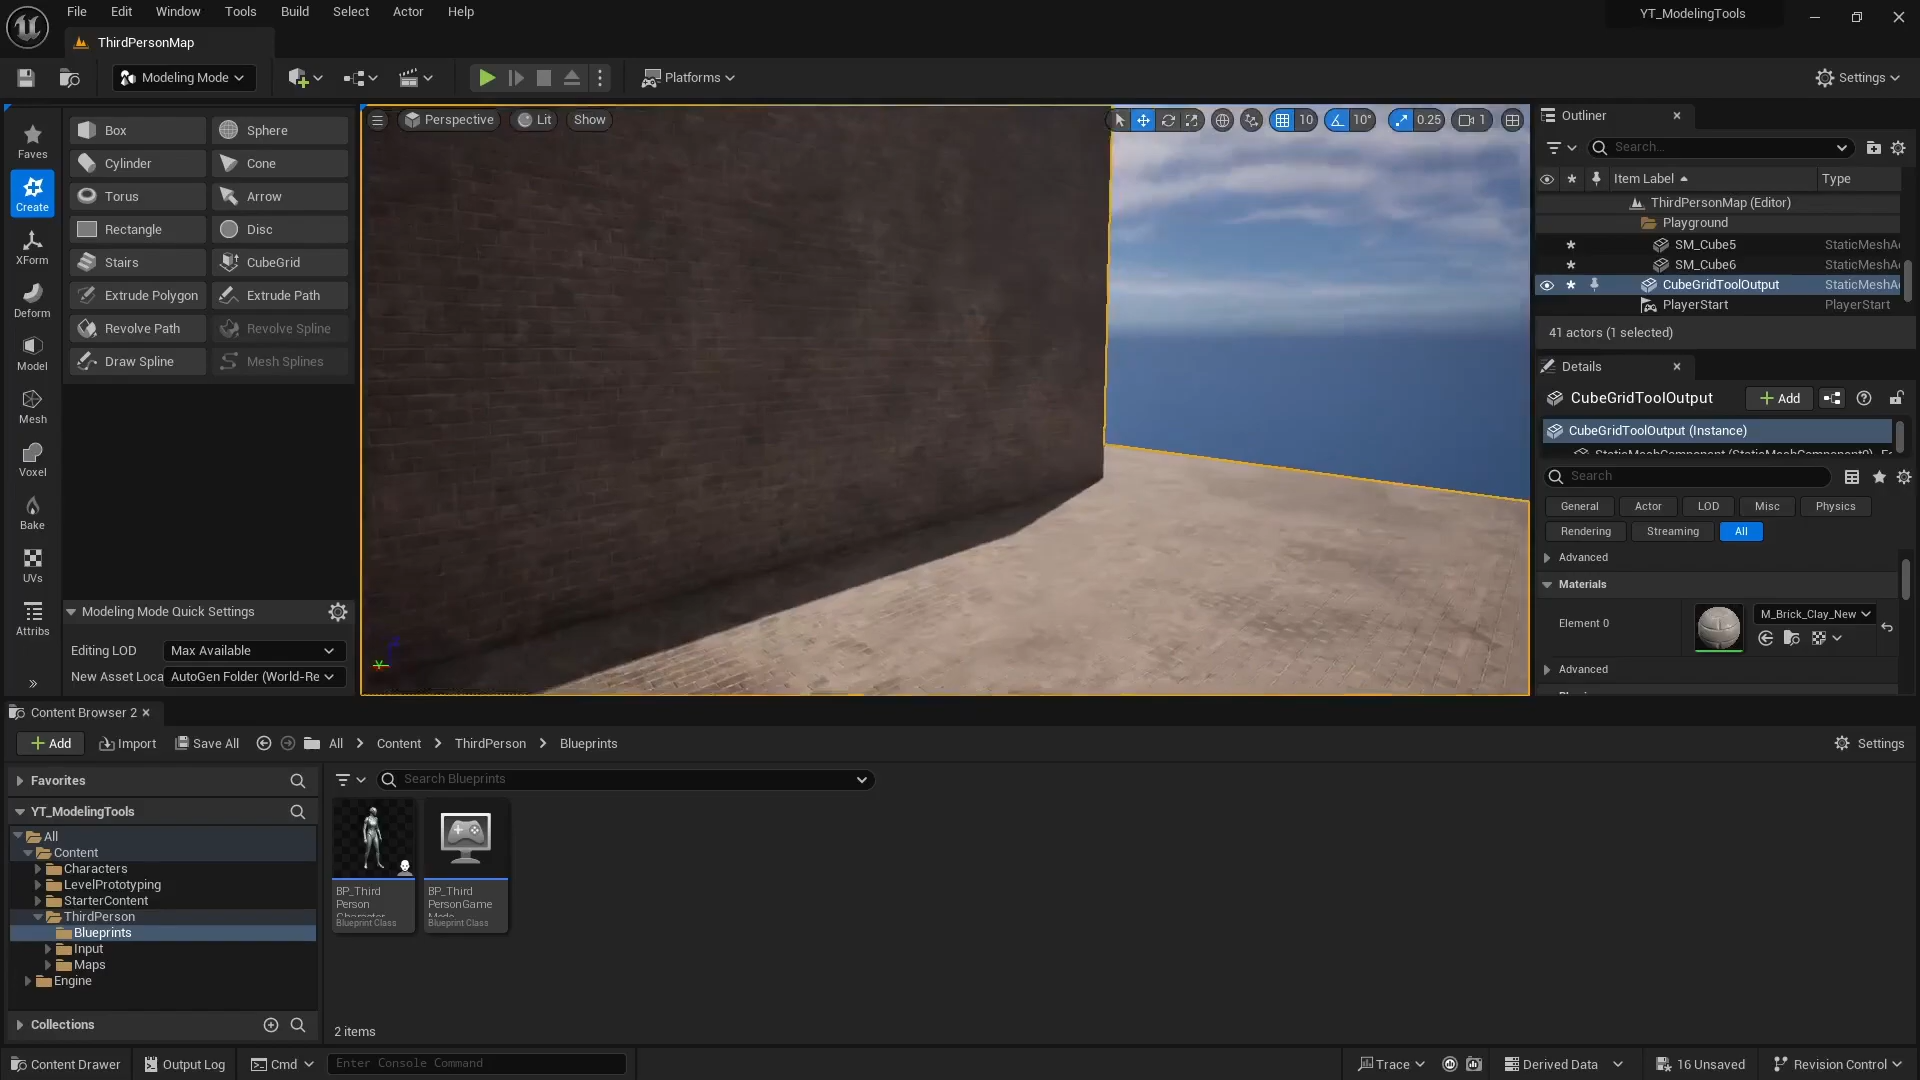 File Edit Window Tools Build Select Actor Help
YT_ModelingTools
ThirdPersonMap
Modeling Mode
Platforms
Settings
Faves
Create
XForm
Deform
Model
Mesh
Voxel
Bake
UVs
Attribs
Box Sphere
Cylinder Cone
Torus Arrow
Rectangle Disc
Stairs CubeGrid
Extrude Polygon Extrude Path
Revolve Path Revolve Spline
Draw Spline Mesh Splines
Modeling Mode Quick Settings
Editing LOD Max Available
New Asset Loca AutoGen Folder (World-Re
Perspective Lit Show
10 10° 0.25 1
Outliner
Search...
Item Label Type
ThirdPersonMap (Editor)
Playground
SM_Cube5 StaticMeshA
SM_Cube6 StaticMeshA
CubeGridToolOutput StaticMeshA
PlayerStart PlayerStart
41 actors (1 selected)
Details
CubeGridToolOutput Add
CubeGridToolOutput (Instance)
Search
General Actor LOD Misc Physics
Rendering Streaming All
Advanced
Materials
Element 0 M_Brick_Clay_New
Advanced
Content Browser 2
Add Import Save All All Content ThirdPerson Blueprints Settings
Favorites
YT_ModelingTools
All
Content
Characters
LevelPrototyping
StarterContent
ThirdPerson
Blueprints
Input
Maps
Engine
Collections
Search Blueprints
BP_Third
Person
Character
Blueprint Class
BP_Third
PersonGame
Mode
Blueprint Class
2 items
Content Drawer Output Log Cmd Enter Console Command Trace Derived Data 16 Unsaved Revision Control